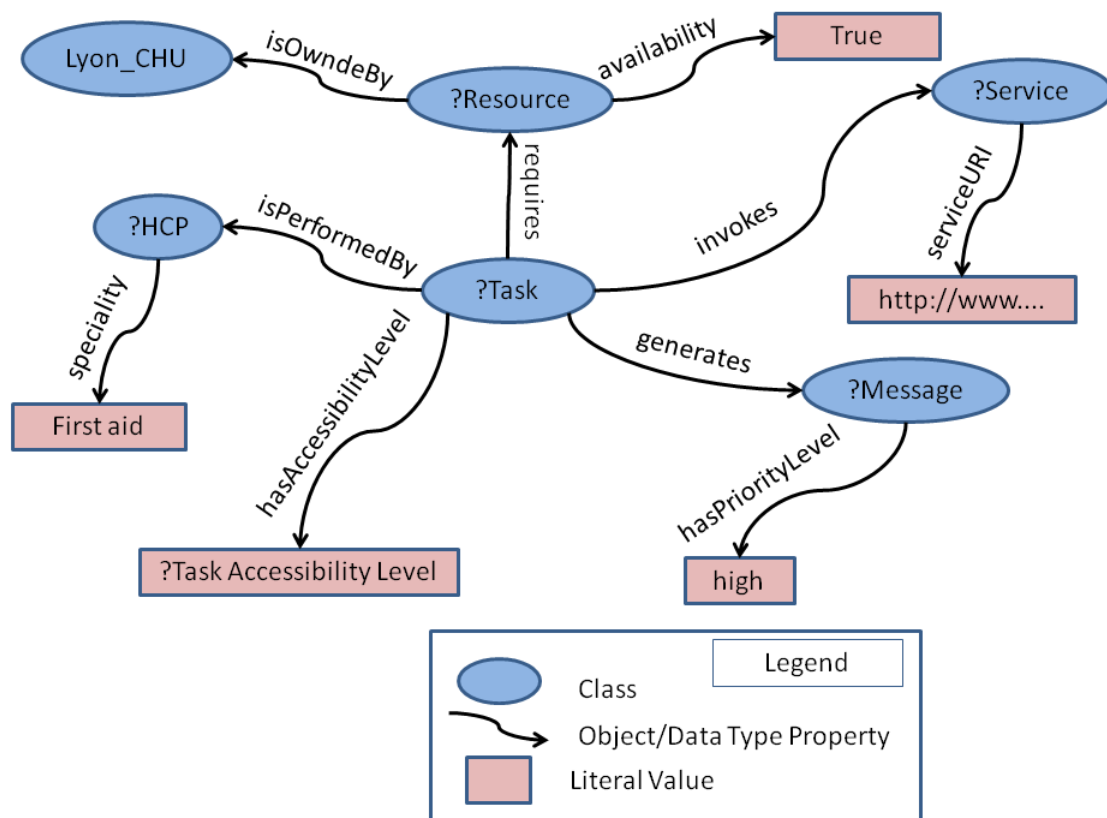 Lyon_CHU
isOwndeBy
availability
True
?Resource
?Service
requires
serviceURI
?HCP
isPerformedBy
invokes
?Task
http://www....
speciality
hasAccessibilityLevel
generates
?Message
First aid
hasPriorityLevel
?Task Accessibility Level
high
Legend
Class
Object/Data Type Property
Literal Value